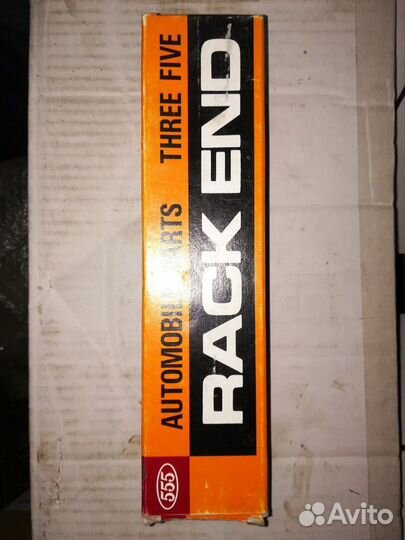 AUTOMOBILE PARTS THREE FIVE
RACK END
555
Avito